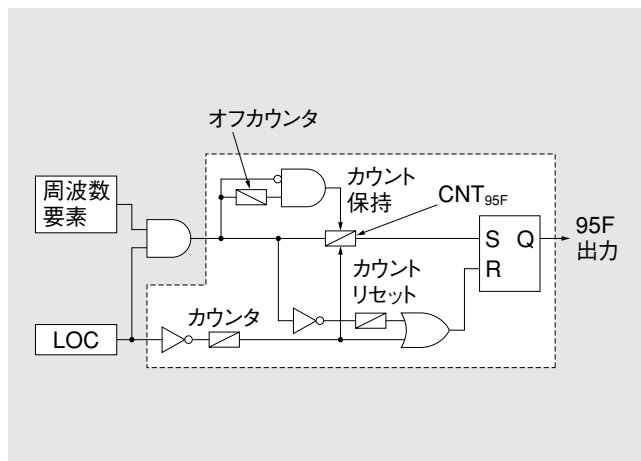 オフカウンタ
周波数
要素
カウント
保持
CNT95F
S Q
R
95F
出力
カウント
リセット
カウンタ
LOC